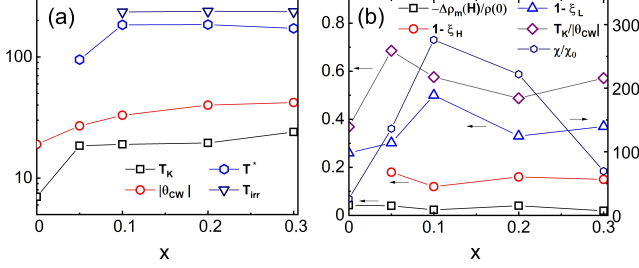 (a)
100
10
T_K
T^*
|θ_CW|
T_irr
0 0.1 0.2 0.3
x
(b)
-Δρ_m(H)/ρ(0)
1-ξ_L
1-ξ_H
T_K/|θ_CW|
χ/χ_0
0.8
0.6
0.4
0.2
0
300
200
100
0
0 0.1 0.2 0.3
x